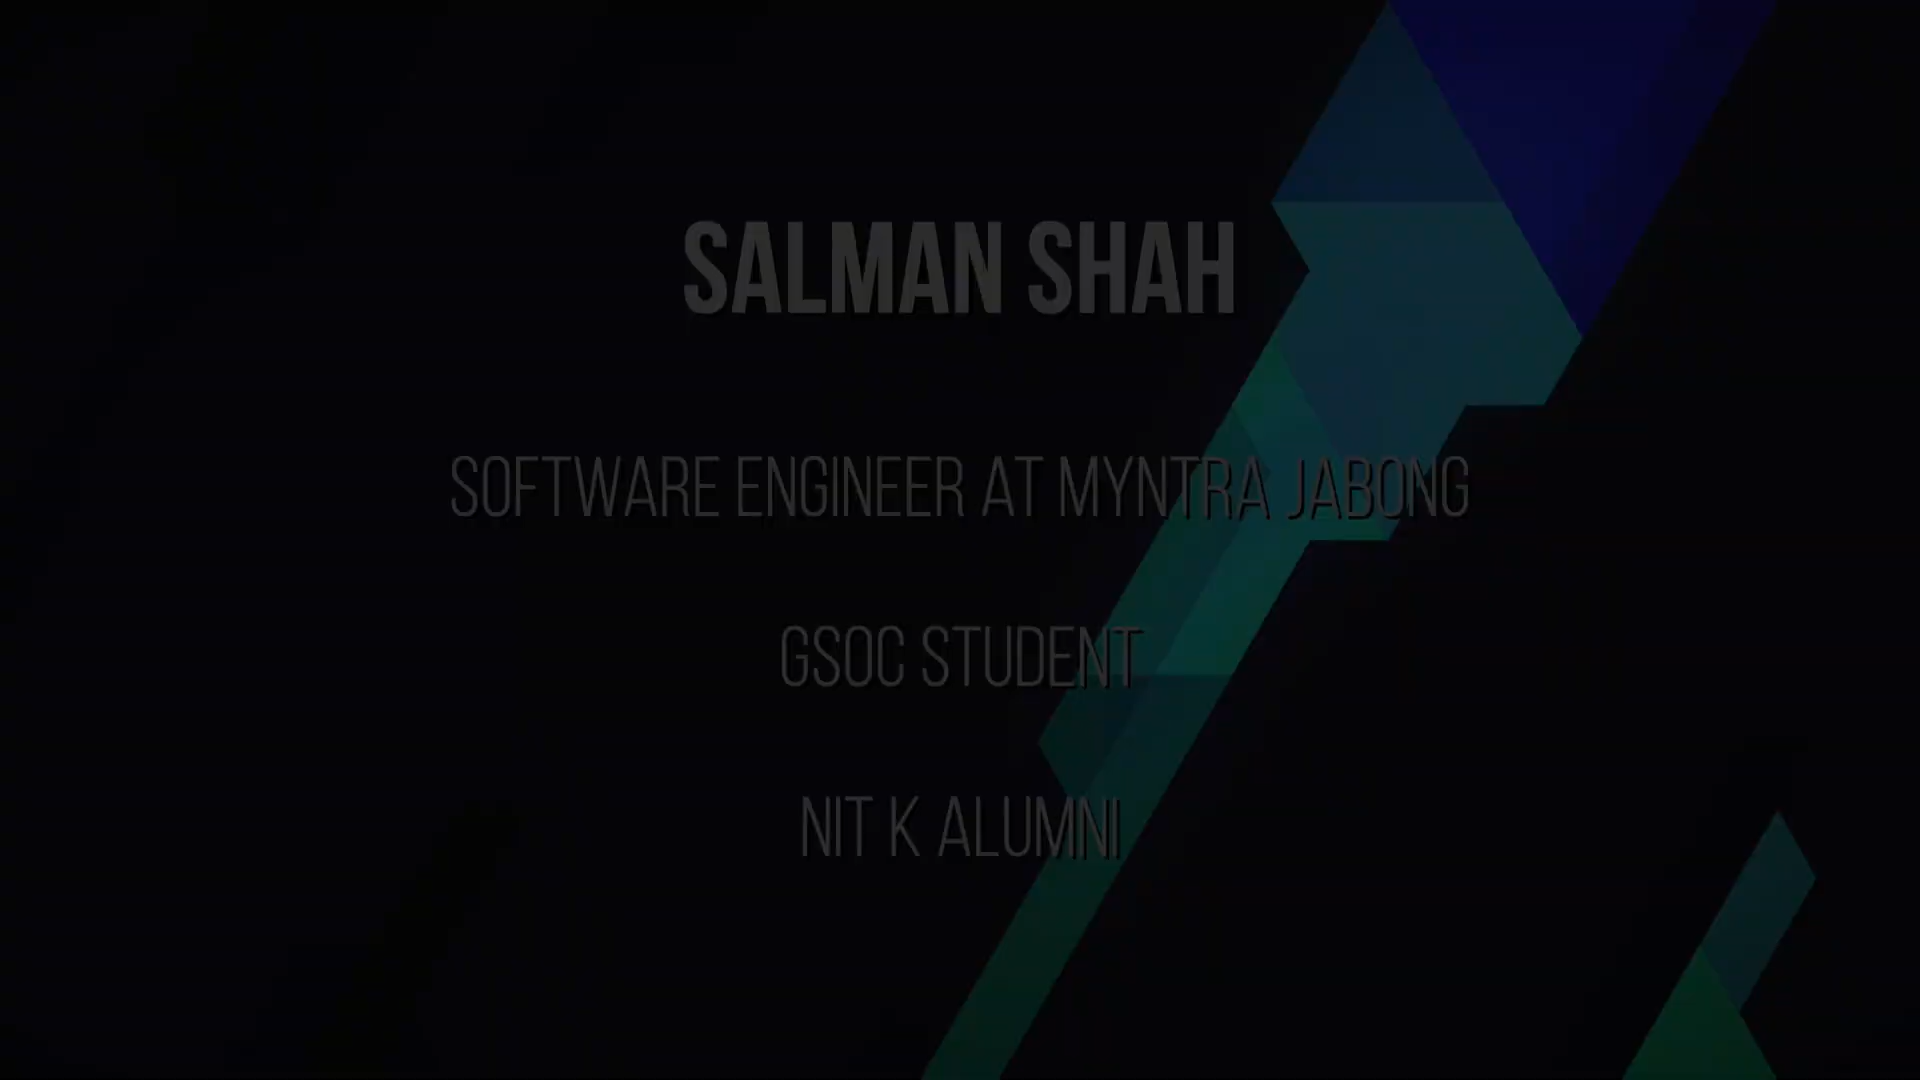 SALMAN SHAH
SOFTWARE ENGINEER AT MYNTRA JABONG
GSOC STUDENT
NIT K ALUMNI